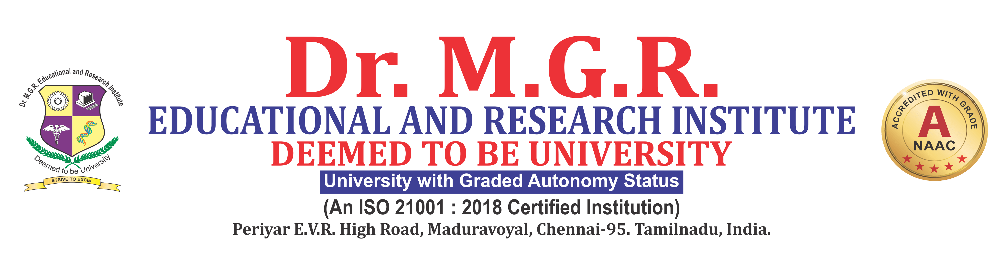 Dr. M.G.R. Educational and Research Institute
Deemed to be University
STRIVE TO EXCEL
Dr. M.G.R.
EDUCATIONAL AND RESEARCH INSTITUTE
DEEMED TO BE UNIVERSITY
University with Graded Autonomy Status
(An ISO 21001 : 2018 Certified Institution)
Periyar E.V.R. High Road, Maduravoyal, Chennai-95. Tamilnadu, India.
ACCREDITED WITH GRADE
A
NAAC